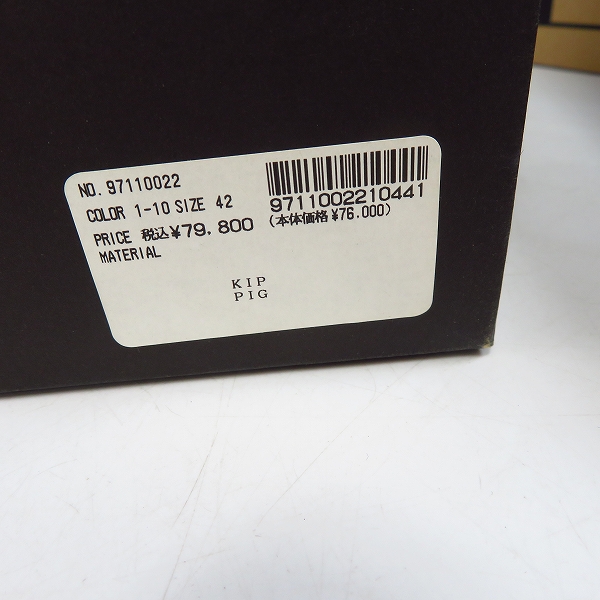 NO. 97110022
COLOR 1-10 SIZE 42
PRICE 税込¥79,800
MATERIAL
9711002210441
(本体価格¥76.000)
KIP
PIG